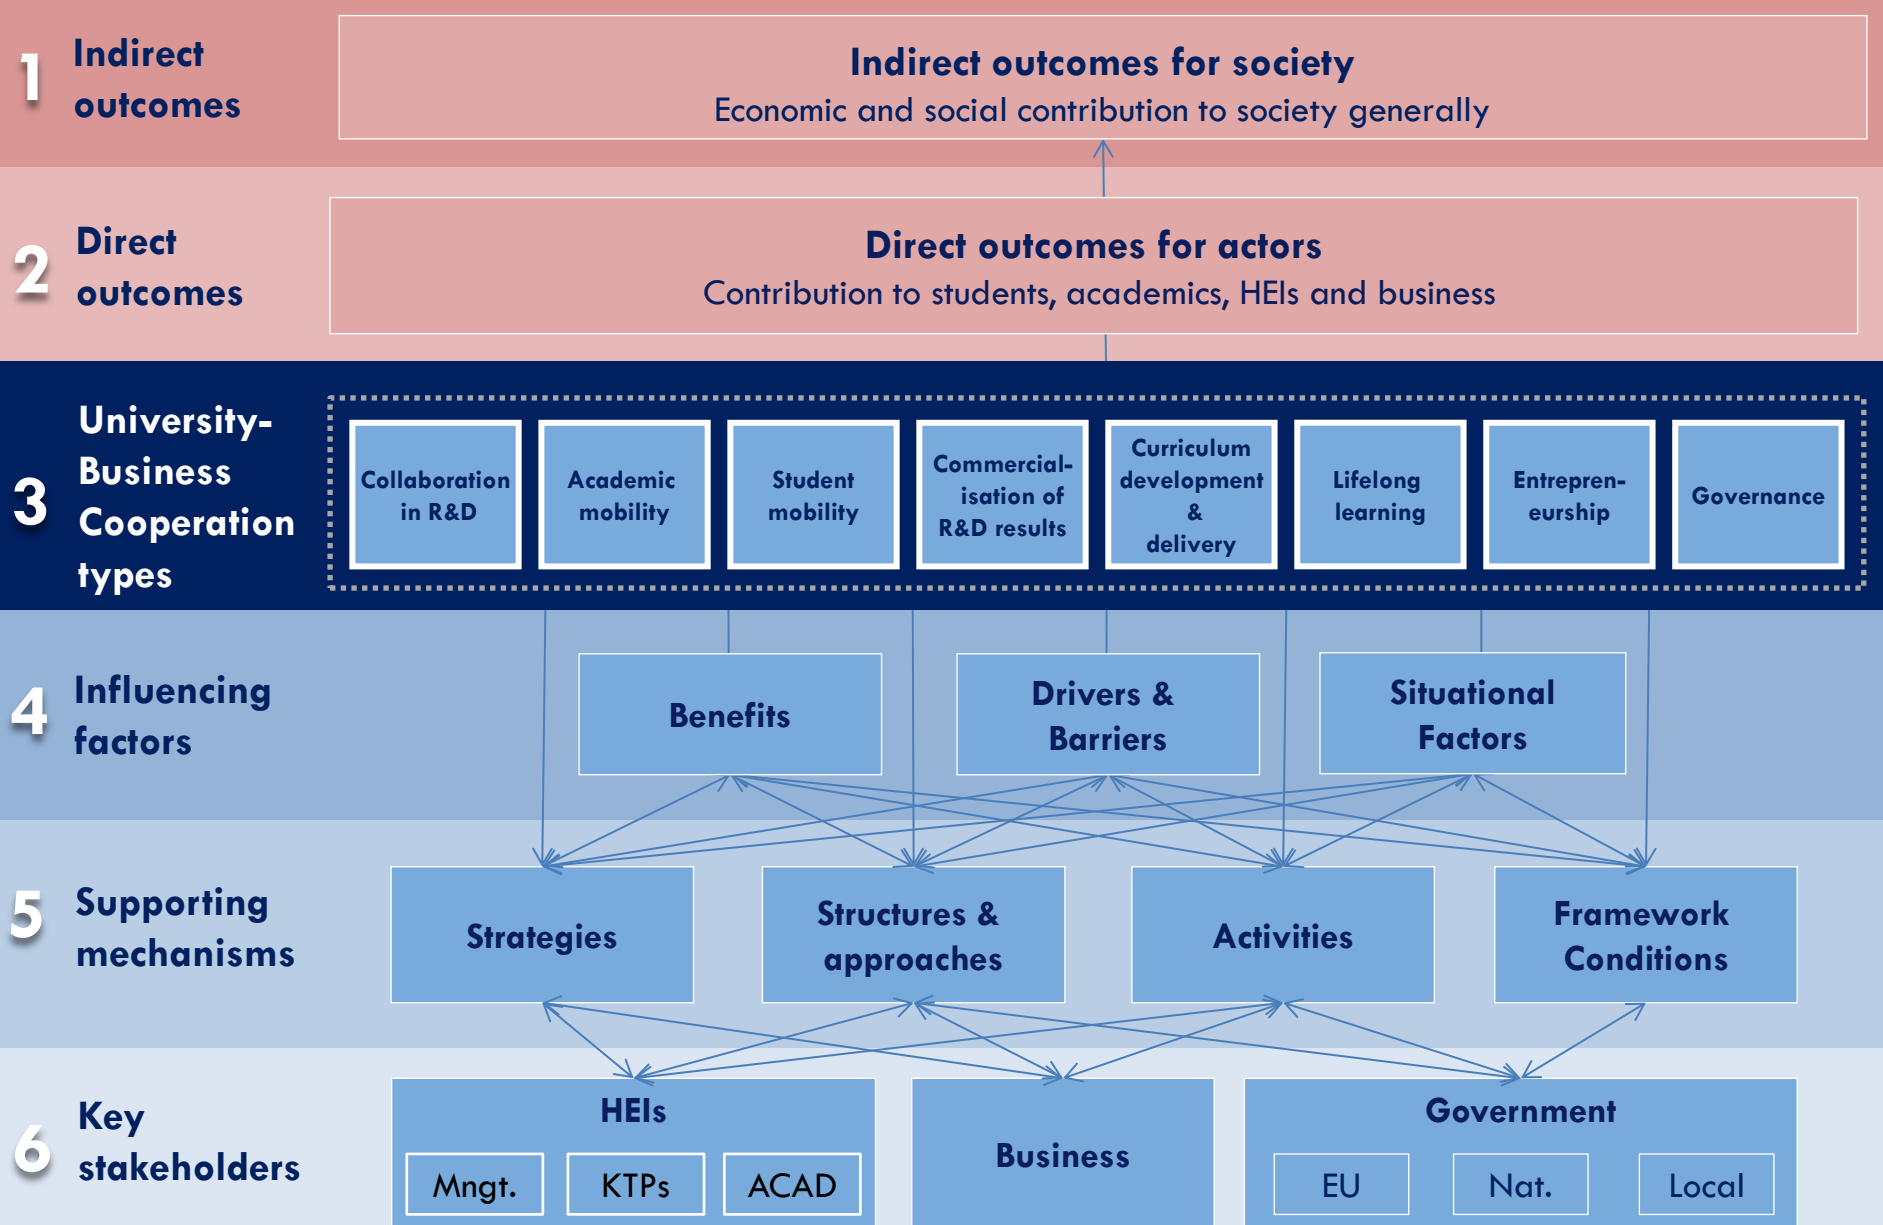 1
Indirect
outcomes
Indirect outcomes for society
Economic and social contribution to society generally
2
Direct
outcomes
Direct outcomes for actors
Contribution to students, academics, HEIs and business
3
University-
Business
Cooperation
types
Collaboration
in R&D
Academic
mobility
Student
mobility
Commercial-
isation of
R&D results
Curriculum
development
&
delivery
Lifelong
learning
Entrepren-
eurship
Governance
4
Influencing
factors
Benefits
Drivers &
Barriers
Situational
Factors
5
Supporting
mechanisms
Strategies
Structures &
approaches
Activities
Framework
Conditions
6
Key
stakeholders
HEIs
Mngt.
KTPs
ACAD
Business
Government
EU
Nat.
Local